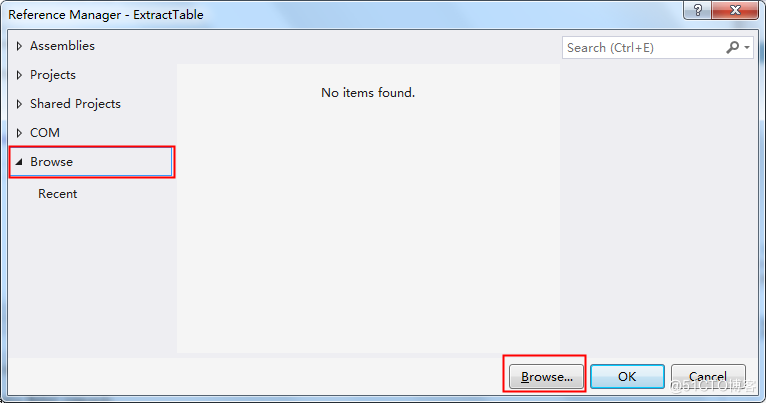 Reference Manager - ExtractTable
?
Assemblies
Search (Ctrl+E)
Projects
No items found.
Shared Projects
COM
Browse
Recent
Browse...
OK
Cancel
@51CTO博客